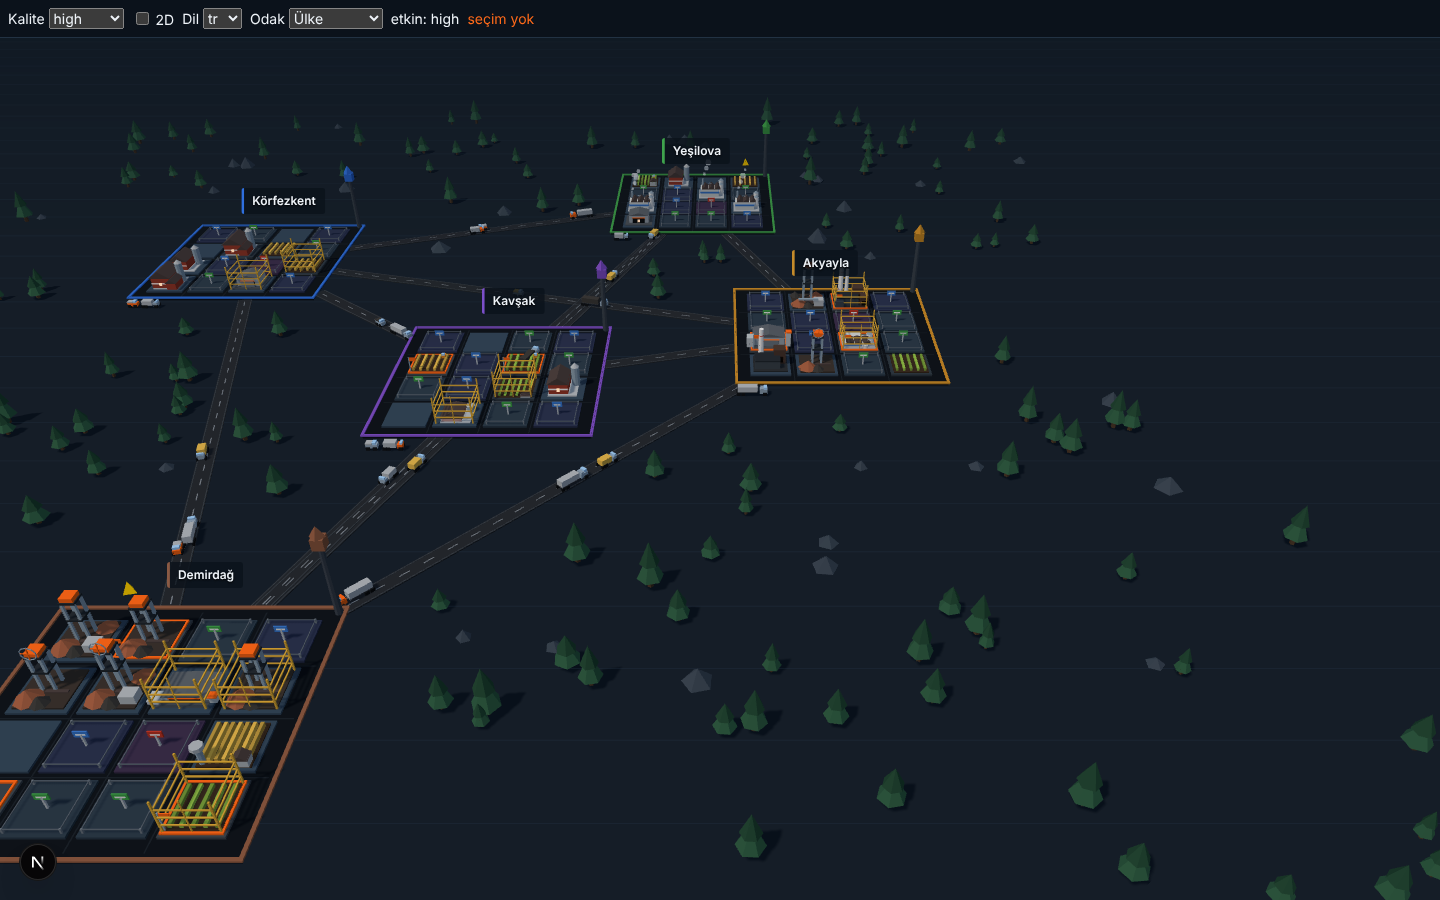 Kalite high 2D Dil tr Odak Ülke etkin: high seçim yok
Yeşilova
Körfezkent
Akyayla
Kavşak
Demirdağ
N